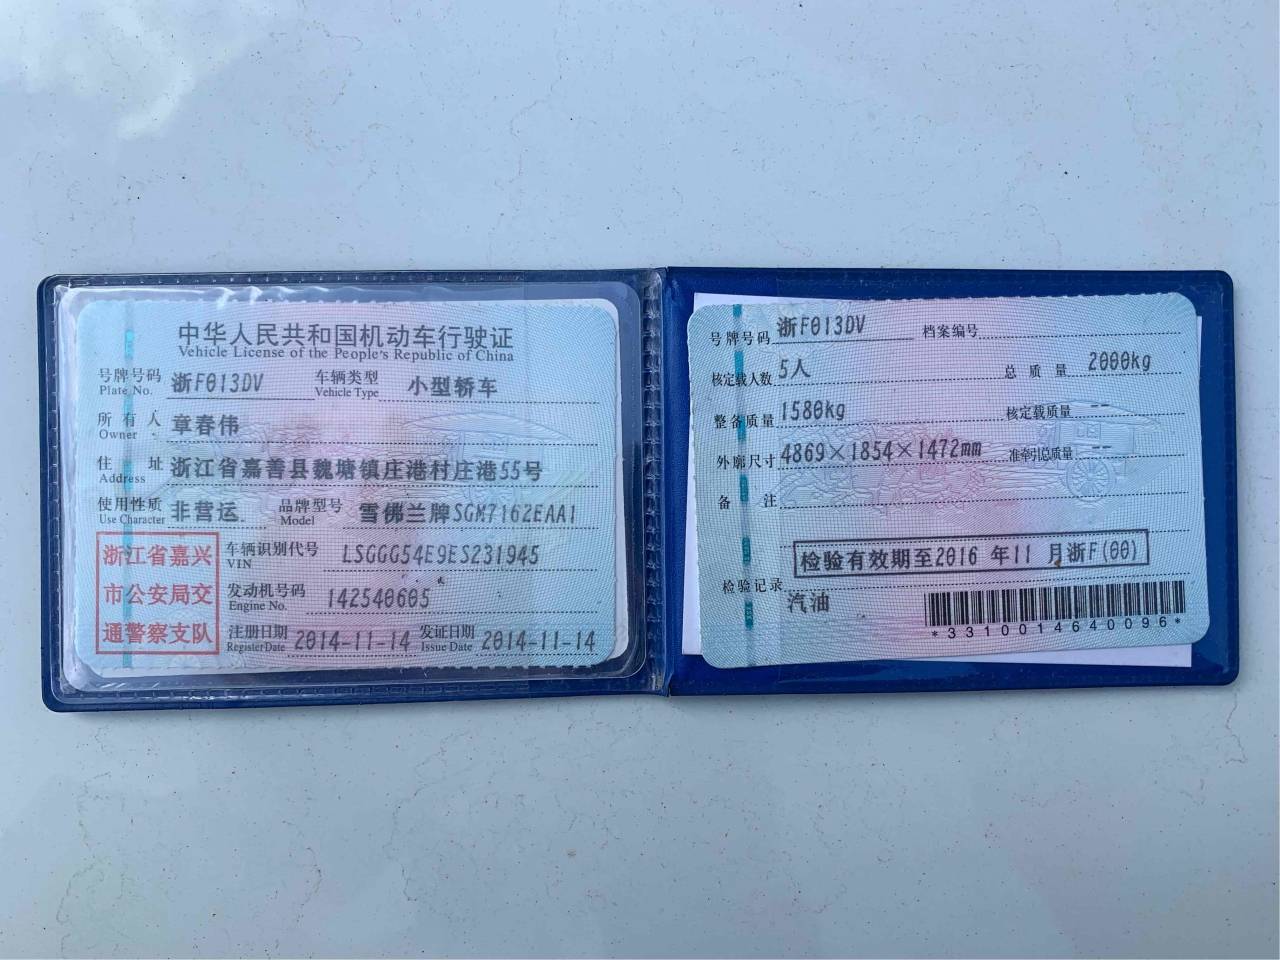 中华人民共和国机动车行驶证
Vehicle License of the People's Republic of China
号牌号码 浙F013DV 车辆类型 小型轿车
Plate No. Vehicle Type
所有人 章春伟
Owner
住址 浙江省嘉善县魏塘镇庄港村庄港55号
Address
使用性质 非营运 品牌型号 雪佛兰牌SGM7162EAA1
Use Character Model
浙江省嘉兴
市公安局交
通警察支队
车辆识别代号 LSGGG54E9ES231945
VIN
发动机号码 142540605
Engine No.
注册日期 2014-11-14 发证日期 2014-11-14
Register Date Issue Date
号牌号码 浙F013DV 档案编号
核定载人数 5人 总质量 2000kg
整备质量 1580kg 核定载质量 --
外廓尺寸 4869×1854×1472mm 准牵引总质量 --
备注
检验有效期至2016 年11 月浙F(00)
检验记录
汽油
*3310014640096*